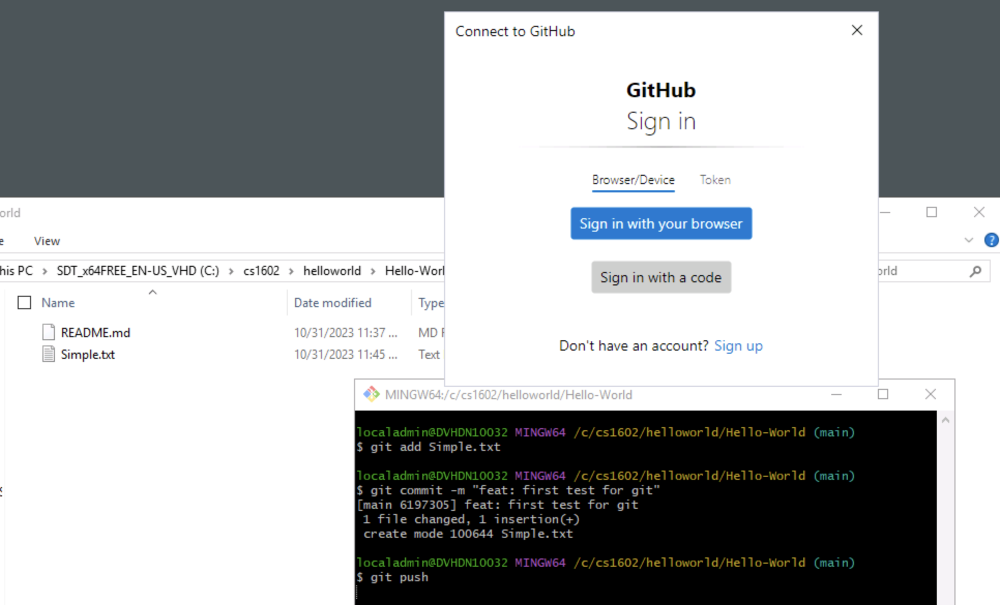 Connect to GitHub
GitHub
Sign in
Browser/Device Token
Sign in with your browser
Sign in with a code
Don't have an account? Sign up
orld
e View
his PC > SDT_x64FREE_EN-US_VHD (C:) > cs1602 > helloworld > Hello-Worl
orld
Name Date modified Type
README.md 10/31/2023 11:37 ... MD F
Simple.txt 10/31/2023 11:45 ... Text
MINGW64:/c/cs1602/helloworld/Hello-World
localadmin@DVHDN10032 MINGW64 /c/cs1602/helloworld/Hello-World (main)
$ git add Simple.txt
localadmin@DVHDN10032 MINGW64 /c/cs1602/helloworld/Hello-World (main)
$ git commit -m "feat: first test for git"
[main 6197305] feat: first test for git
1 file changed, 1 insertion(+)
create mode 100644 Simple.txt
localadmin@DVHDN10032 MINGW64 /c/cs1602/helloworld/Hello-World (main)
$ git push